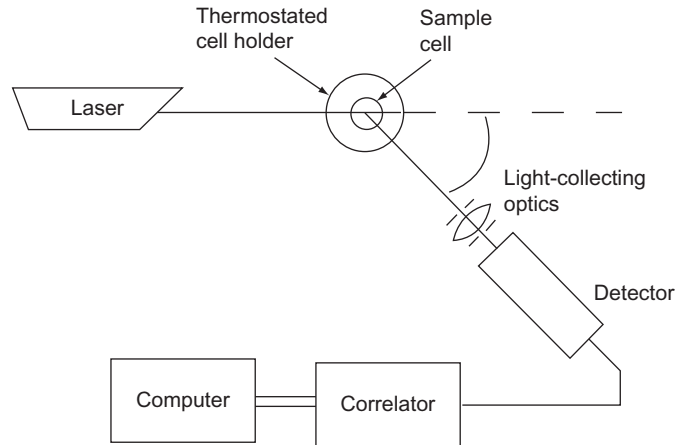 Thermostated
cell holder
Sample
cell
Laser
Light-collecting
optics
Detector
Computer
Correlator